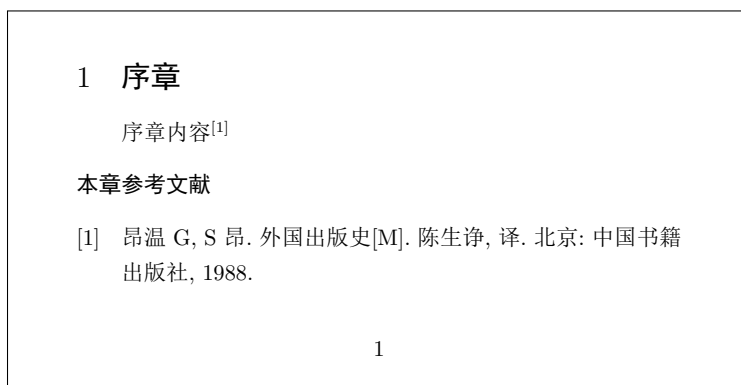 1 序章
序章内容[1]
本章参考文献
[1] 昂温 G, S 昂. 外国出版史[M]. 陈生诤, 译. 北京: 中国书籍
出版社, 1988.
1